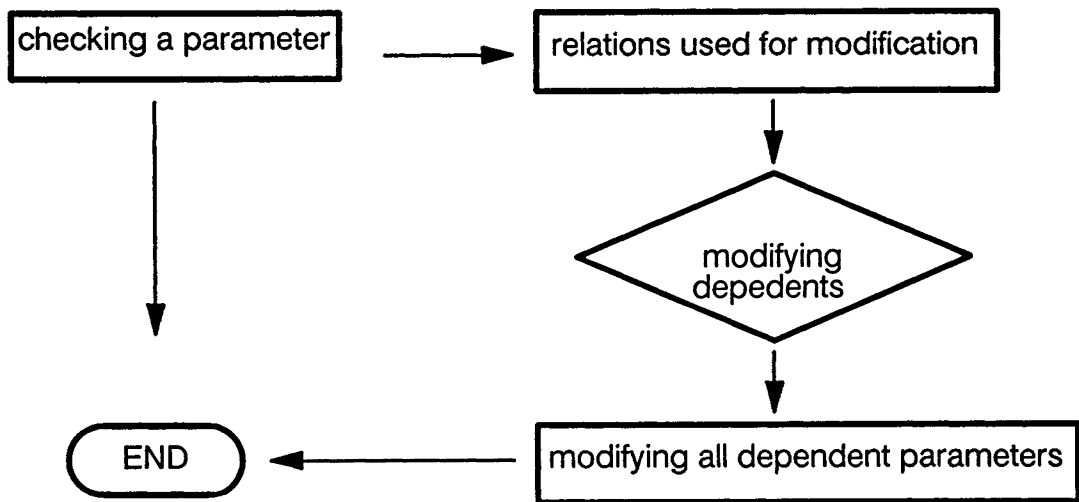 checking a parameter
relations used for modification
modifying
depedents
modifying all dependent parameters
END